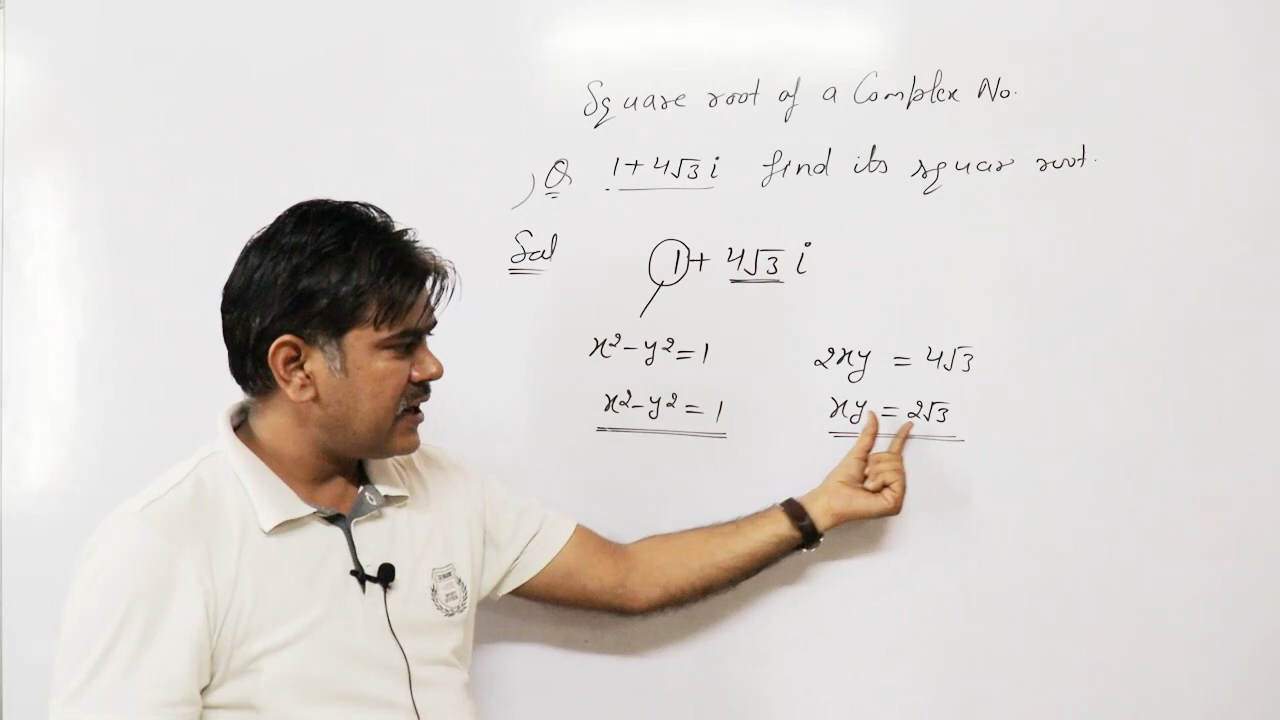 Square root of a Complex No.
Q 1+4√3 i find its squar root.
Sol 1+ 4√3 i
x²-y²=1 2xy = 4√3
x²-y² = 1 xy = 2√3